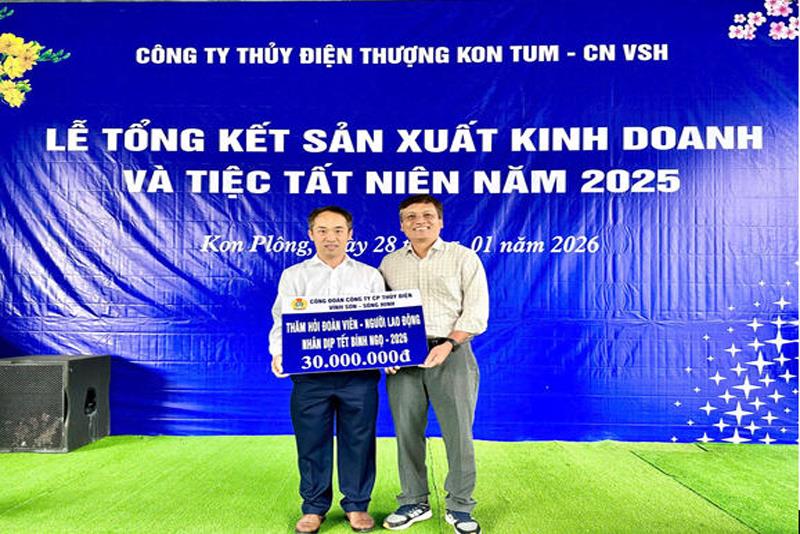 CÔNG TY THỦY ĐIỆN THƯỢNG KON TUM - CN VSH
LỄ TỔNG KẾT SẢN XUẤT KINH DOANH
VÀ TIỆC TẤT NIÊN NĂM 2025
Kon Plông, ngày 28 01 năm 2026
CÔNG ĐOÀN CÔNG TY CP THỦY ĐIỆN
VĨNH SƠN - SÔNG HINH
THĂM HỎI ĐOÀN VIÊN - NGƯỜI LAO ĐỘNG
NHÂN DỊP TẾT BÍNH NGỌ - 2026
30.000.000đ